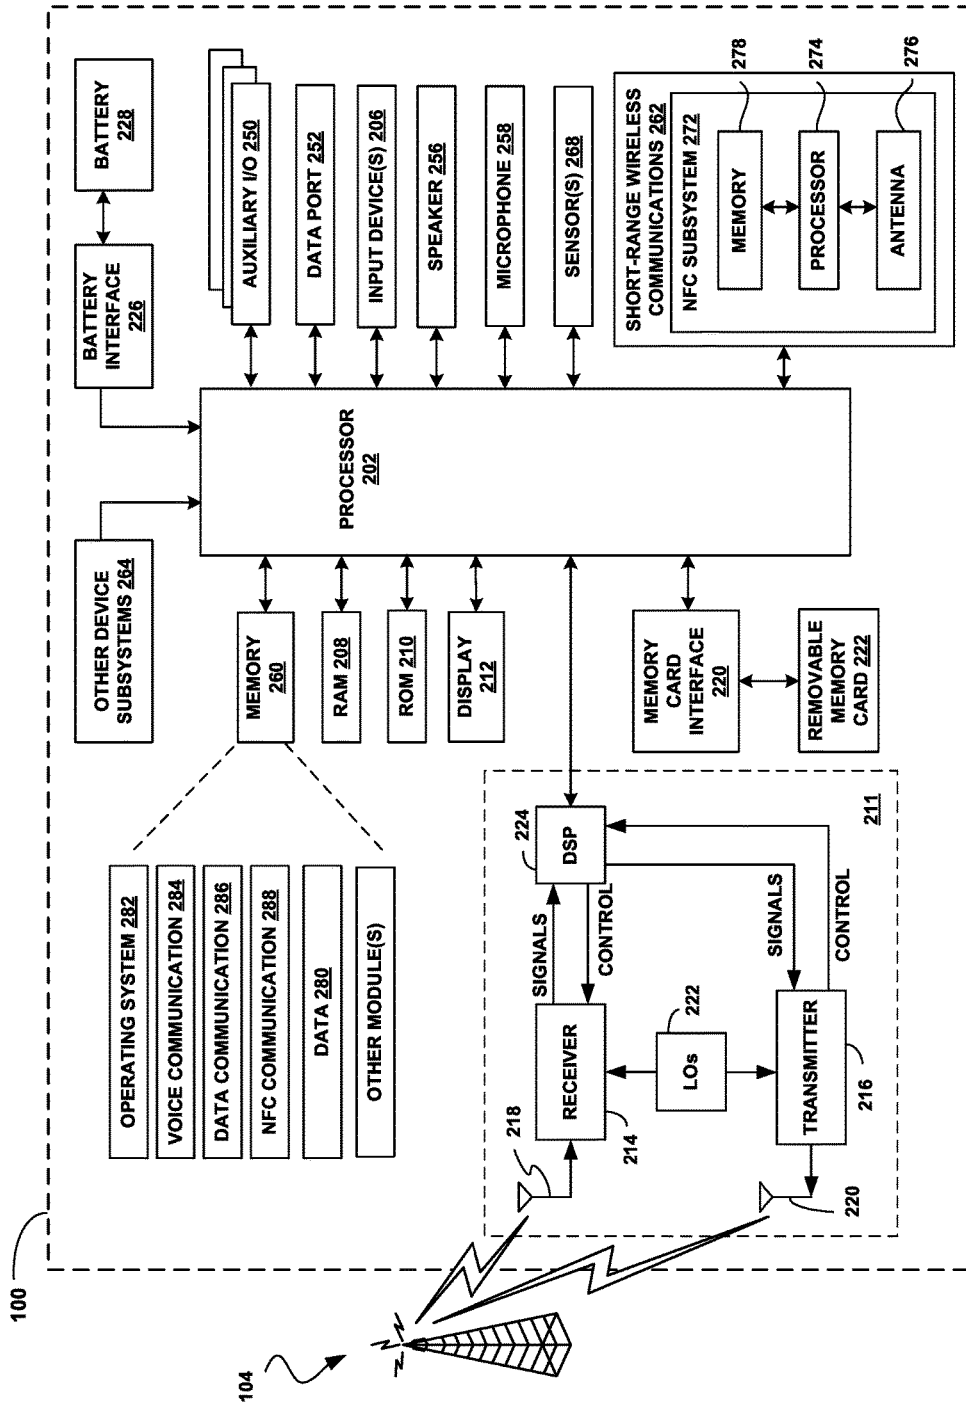 100
104
OPERATING SYSTEM 282
VOICE COMMUNICATION 284
DATA COMMUNICATION 286
NFC COMMUNICATION 288
DATA 280
OTHER MODULE(S)
OTHER DEVICE
SUBSYSTEMS 264
BATTERY
INTERFACE
226
BATTERY
228
MEMORY
260
RAM 208
ROM 210
DISPLAY
212
PROCESSOR
202
AUXILIARY I/O 250
DATA PORT 252
INPUT DEVICE(S) 206
SPEAKER 256
MICROPHONE 258
SENSOR(S) 268
SHORT-RANGE WIRELESS
COMMUNICATIONS 262
NFC SUBSYSTEM 272
MEMORY
278
PROCESSOR
274
ANTENNA
276
MEMORY
CARD
INTERFACE
220
REMOVABLE
MEMORY
CARD 222
218
RECEIVER
214
SIGNALS
CONTROL
DSP
224
LOs
222
220
TRANSMITTER
216
SIGNALS
CONTROL
211